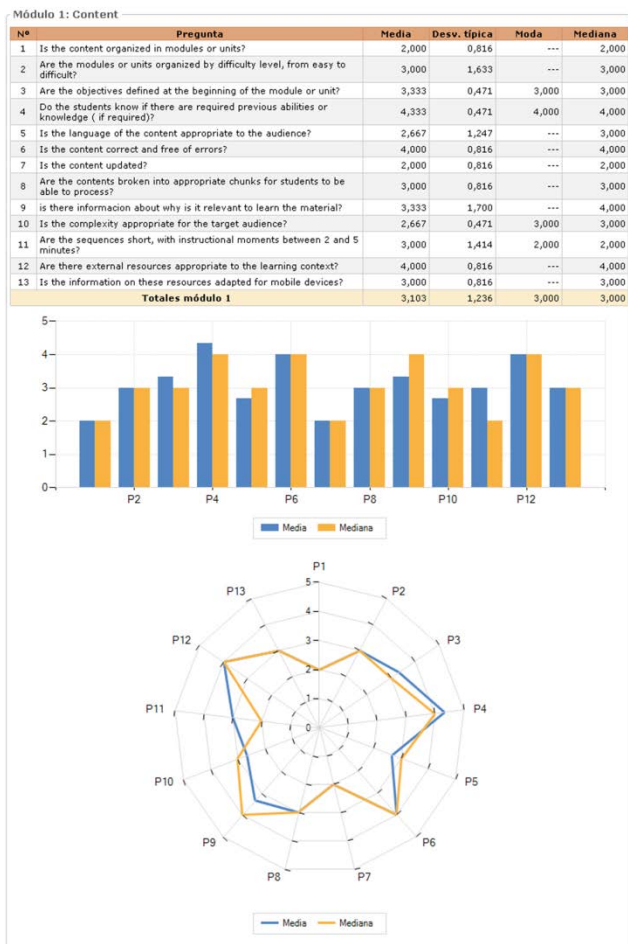 Módulo 1: Content
Nº Pregunta Media Desv. típica Moda Mediana
1 Is the content organized in modules or units? 2,000 0,816 --- 2,000
2 Are the modules or units organized by difficulty level, from easy to
difficult? 3,000 1,633 --- 3,000
3 Are the objectives defined at the beginning of the module or unit? 3,333 0,471 3,000 3,000
4 Do the students know if there are required previous abilities or
knowledge ( if required)? 4,333 0,471 4,000 4,000
5 Is the language of the content appropriate to the audience? 2,667 1,247 --- 3,000
6 Is the content correct and free of errors? 4,000 0,816 --- 4,000
7 Is the content updated? 2,000 0,816 --- 2,000
8 Are the contents broken into appropriate chunks for students to be
able to process? 3,000 0,816 --- 3,000
9 is there informacion about why is it relevant to learn the material? 3,333 1,700 --- 4,000
10 Is the complexity appropriate for the target audience? 2,667 0,471 3,000 3,000
11 Are the sequences short, with instructional moments between 2 and 5
minutes? 3,000 1,414 2,000 2,000
12 Are there external resources appropriate to the learning context? 4,000 0,816 --- 4,000
13 Is the information on these resources adapted for mobile devices? 3,000 0,816 --- 3,000
Totales módulo 1 3,103 1,236 3,000 3,000
5
4
3
2
1
0
P2 P4 P6 P8 P10 P12
Media Mediana
P1
P13 5 P2
4
P12 3 P3
2
P11 1 P4
0
P10 P5
P9 P6
P8 P7
Media Mediana